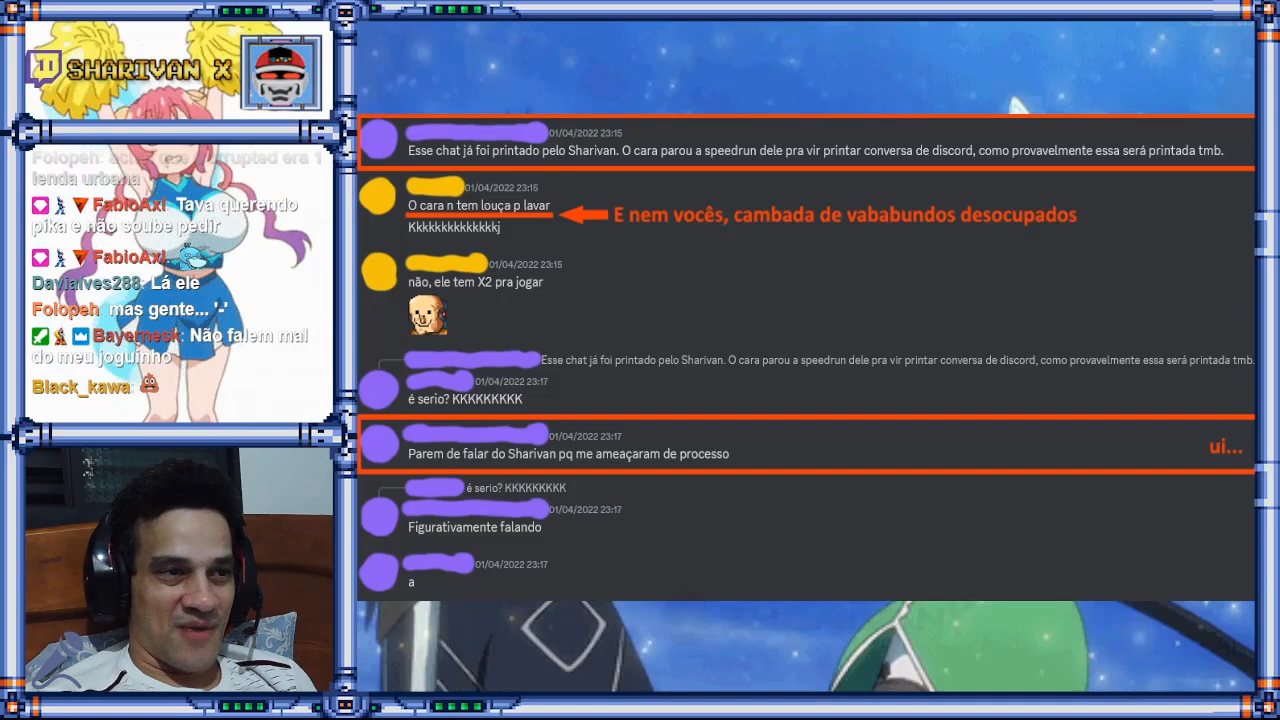 SHARIVAN X
lenda urbana
FabioAxl: Tava querendo
pika e não soube pedir
FabioAxl:
Davialves288: Lá ele
Folopeh: mas gente... '-'
Bayernesk: Não falem mal
do meu joguinho
Black_kawa:
01/04/2022 23:15
Esse chat já foi printado pelo Sharivan. O cara parou a speedrun dele pra vir printar conversa de discord, como provavelmente essa será printada tmb.
01/04/2022 23:15
O cara n tem louça p lavar
E nem vocês, cambada de vababundos desocupados
Kkkkkkkkkkkkkj
01/04/2022 23:15
não, ele tem X2 pra jogar
Esse chat já foi printado pelo Sharivan. O cara parou a speedrun dele pra vir printar conversa de discord, como provavelmente essa será printada tmb.
01/04/2022 23:17
é serio? KKKKKKKKK
01/04/2022 23:17
Parem de falar do Sharivan pq me ameaçaram de processo
ui...
é serio? KKKKKKKKK
01/04/2022 23:17
Figurativamente falando
01/04/2022 23:17
a